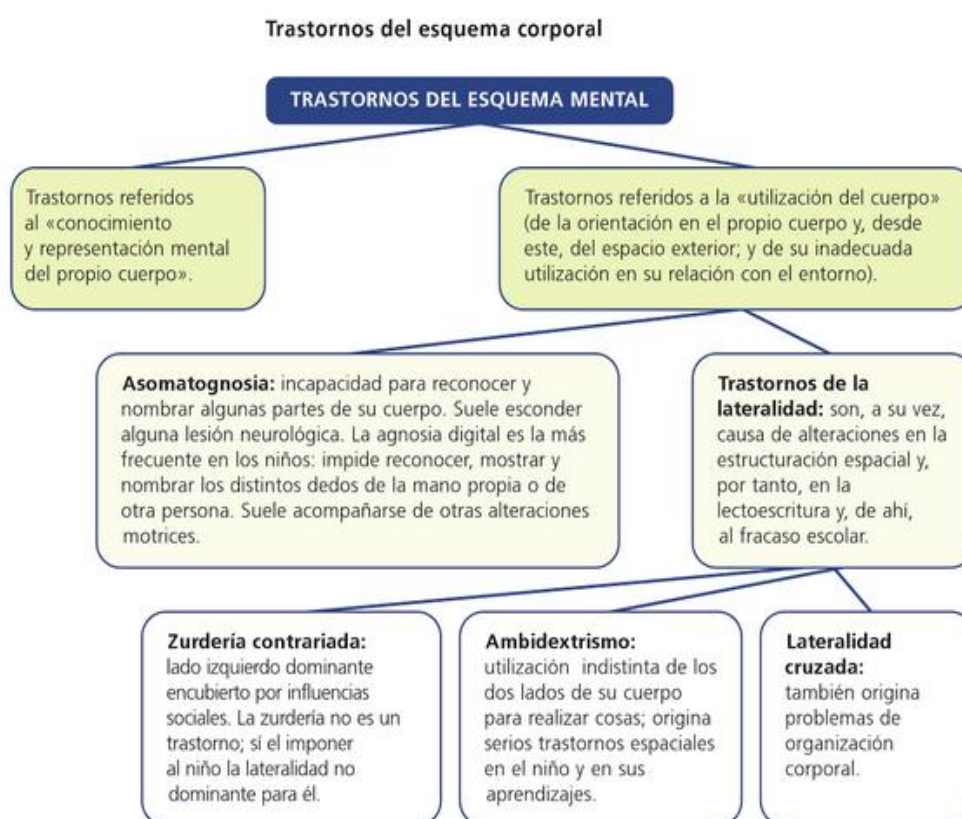 Trastornos del esquema corporal
TRASTORNOS DEL ESQUEMA MENTAL
Trastornos referidos
al «conocimiento
y representación mental
del propio cuerpo».
Trastornos referidos a la «utilización del cuerpo»
(de la orientación en el propio cuerpo y, desde
este, del espacio exterior; y de su inadecuada
utilización en su relación con el entorno).
Asomatognosia: incapacidad para reconocer y
nombrar algunas partes de su cuerpo. Suele esconder
alguna lesión neurológica. La agnosia digital es la más
frecuente en los niños: impide reconocer, mostrar y
nombrar los distintos dedos de la mano propia o de
otra persona. Suele acompañarse de otras alteraciones
motrices.
Trastornos de la
lateralidad: son, a su vez,
causa de alteraciones en la
estructuración espacial y,
por tanto, en la
lectoescritura y, de ahí,
al fracaso escolar.
Zurdería contrariada:
lado izquierdo dominante
encubierto por influencias
sociales. La zurdería no es un
trastorno; sí el imponer
al niño la lateralidad no
dominante para él.
Ambidextrismo:
utilización indistinta de los
dos lados de su cuerpo
para realizar cosas; origina
serios trastornos espaciales
en el niño y en sus
aprendizajes.
Lateralidad
cruzada:
también origina
problemas de
organización
corporal.